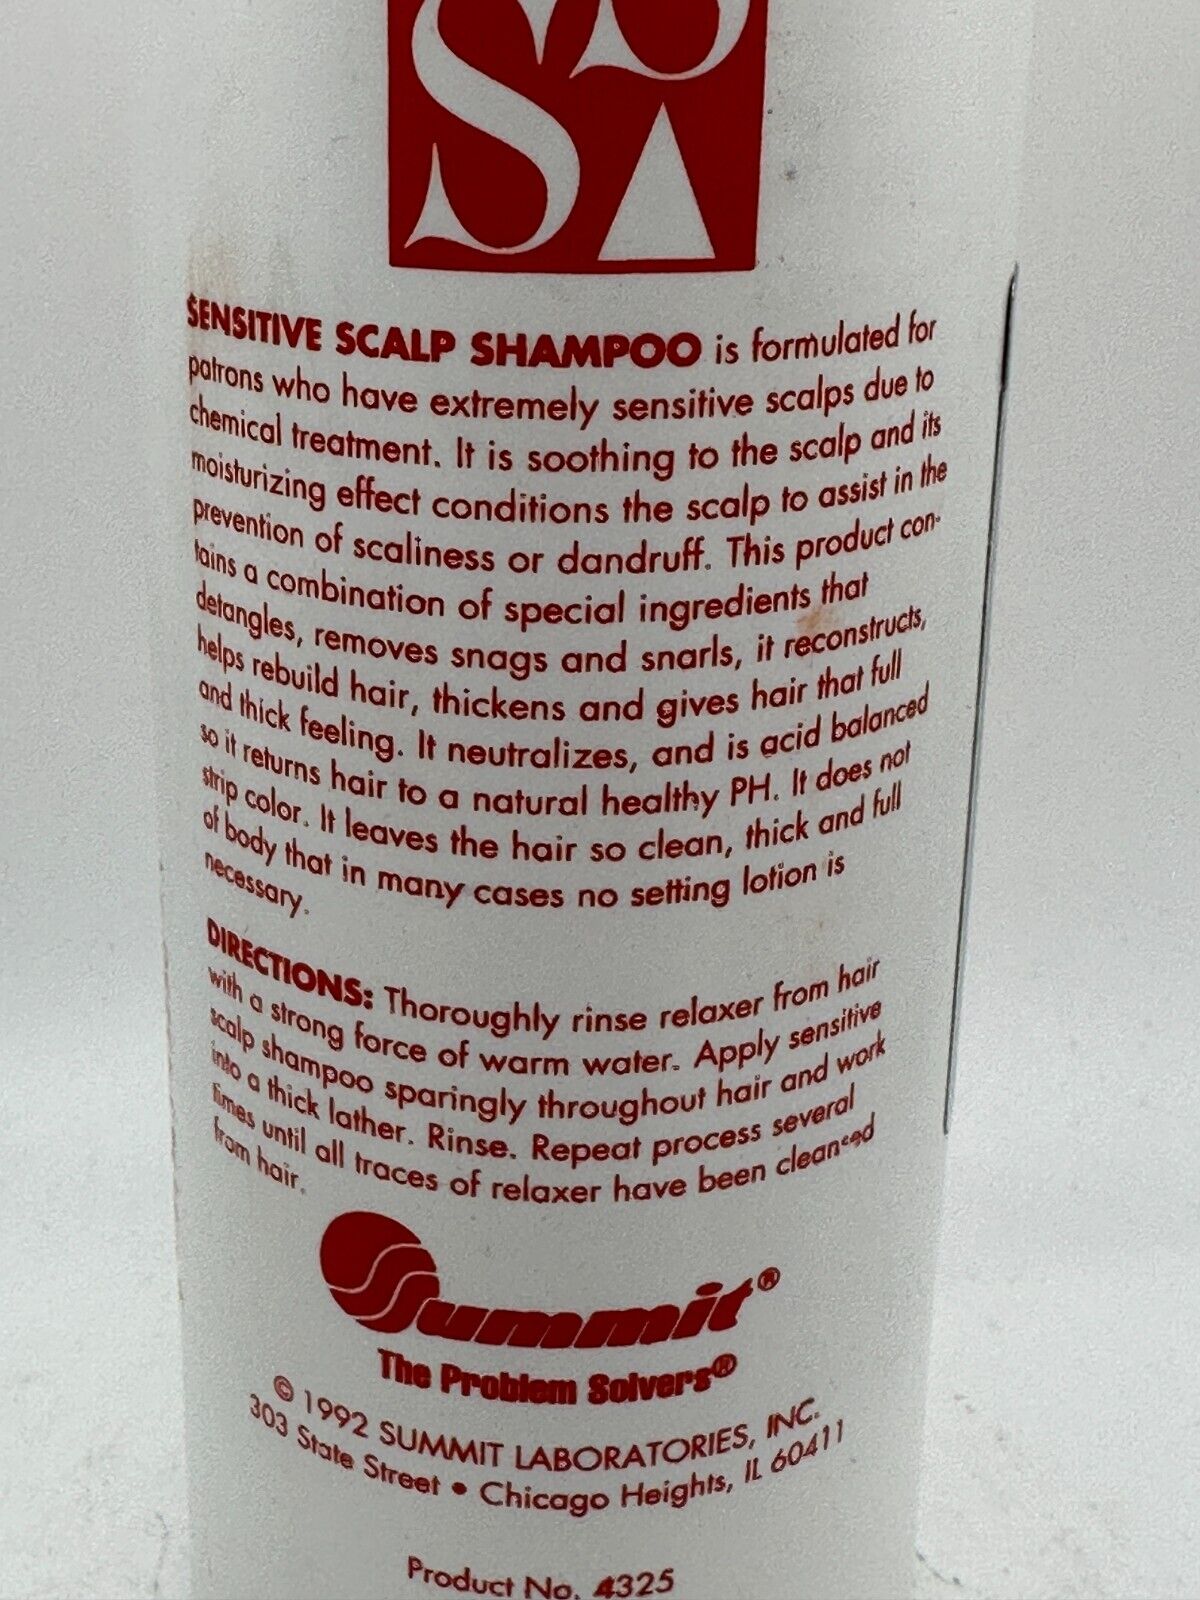 SENSITIVE SCALP SHAMPOO is formulated for
patrons who have extremely sensitive scalps due to
chemical treatment. It is soothing to the scalp and its
moisturizing effect conditions the scalp to assist in the
prevention of scaliness or dandruff. This product con-
tains a combination of special ingredients that
detangles, removes snags and snarls, it reconstructs,
helps rebuild hair, thickens and gives hair that full
and thick feeling. It neutralizes, and is acid balanced
so it returns hair to a natural healthy PH. It does not
strip color. It leaves the hair so clean, thick and full
of body that in many cases no setting lotion is
necessary.
DIRECTIONS: Thoroughly rinse relaxer from hair
with a strong force of warm water. Apply sensitive
scalp shampoo sparingly throughout hair and work
into a thick lather. Rinse. Repeat process several
times until all traces of relaxer have been cleansed
from hair.
Summit®
The Problem Solvers®
© 1992 SUMMIT LABORATORIES, INC.
303 State Street • Chicago Heights, IL 60411
Product No. 4325